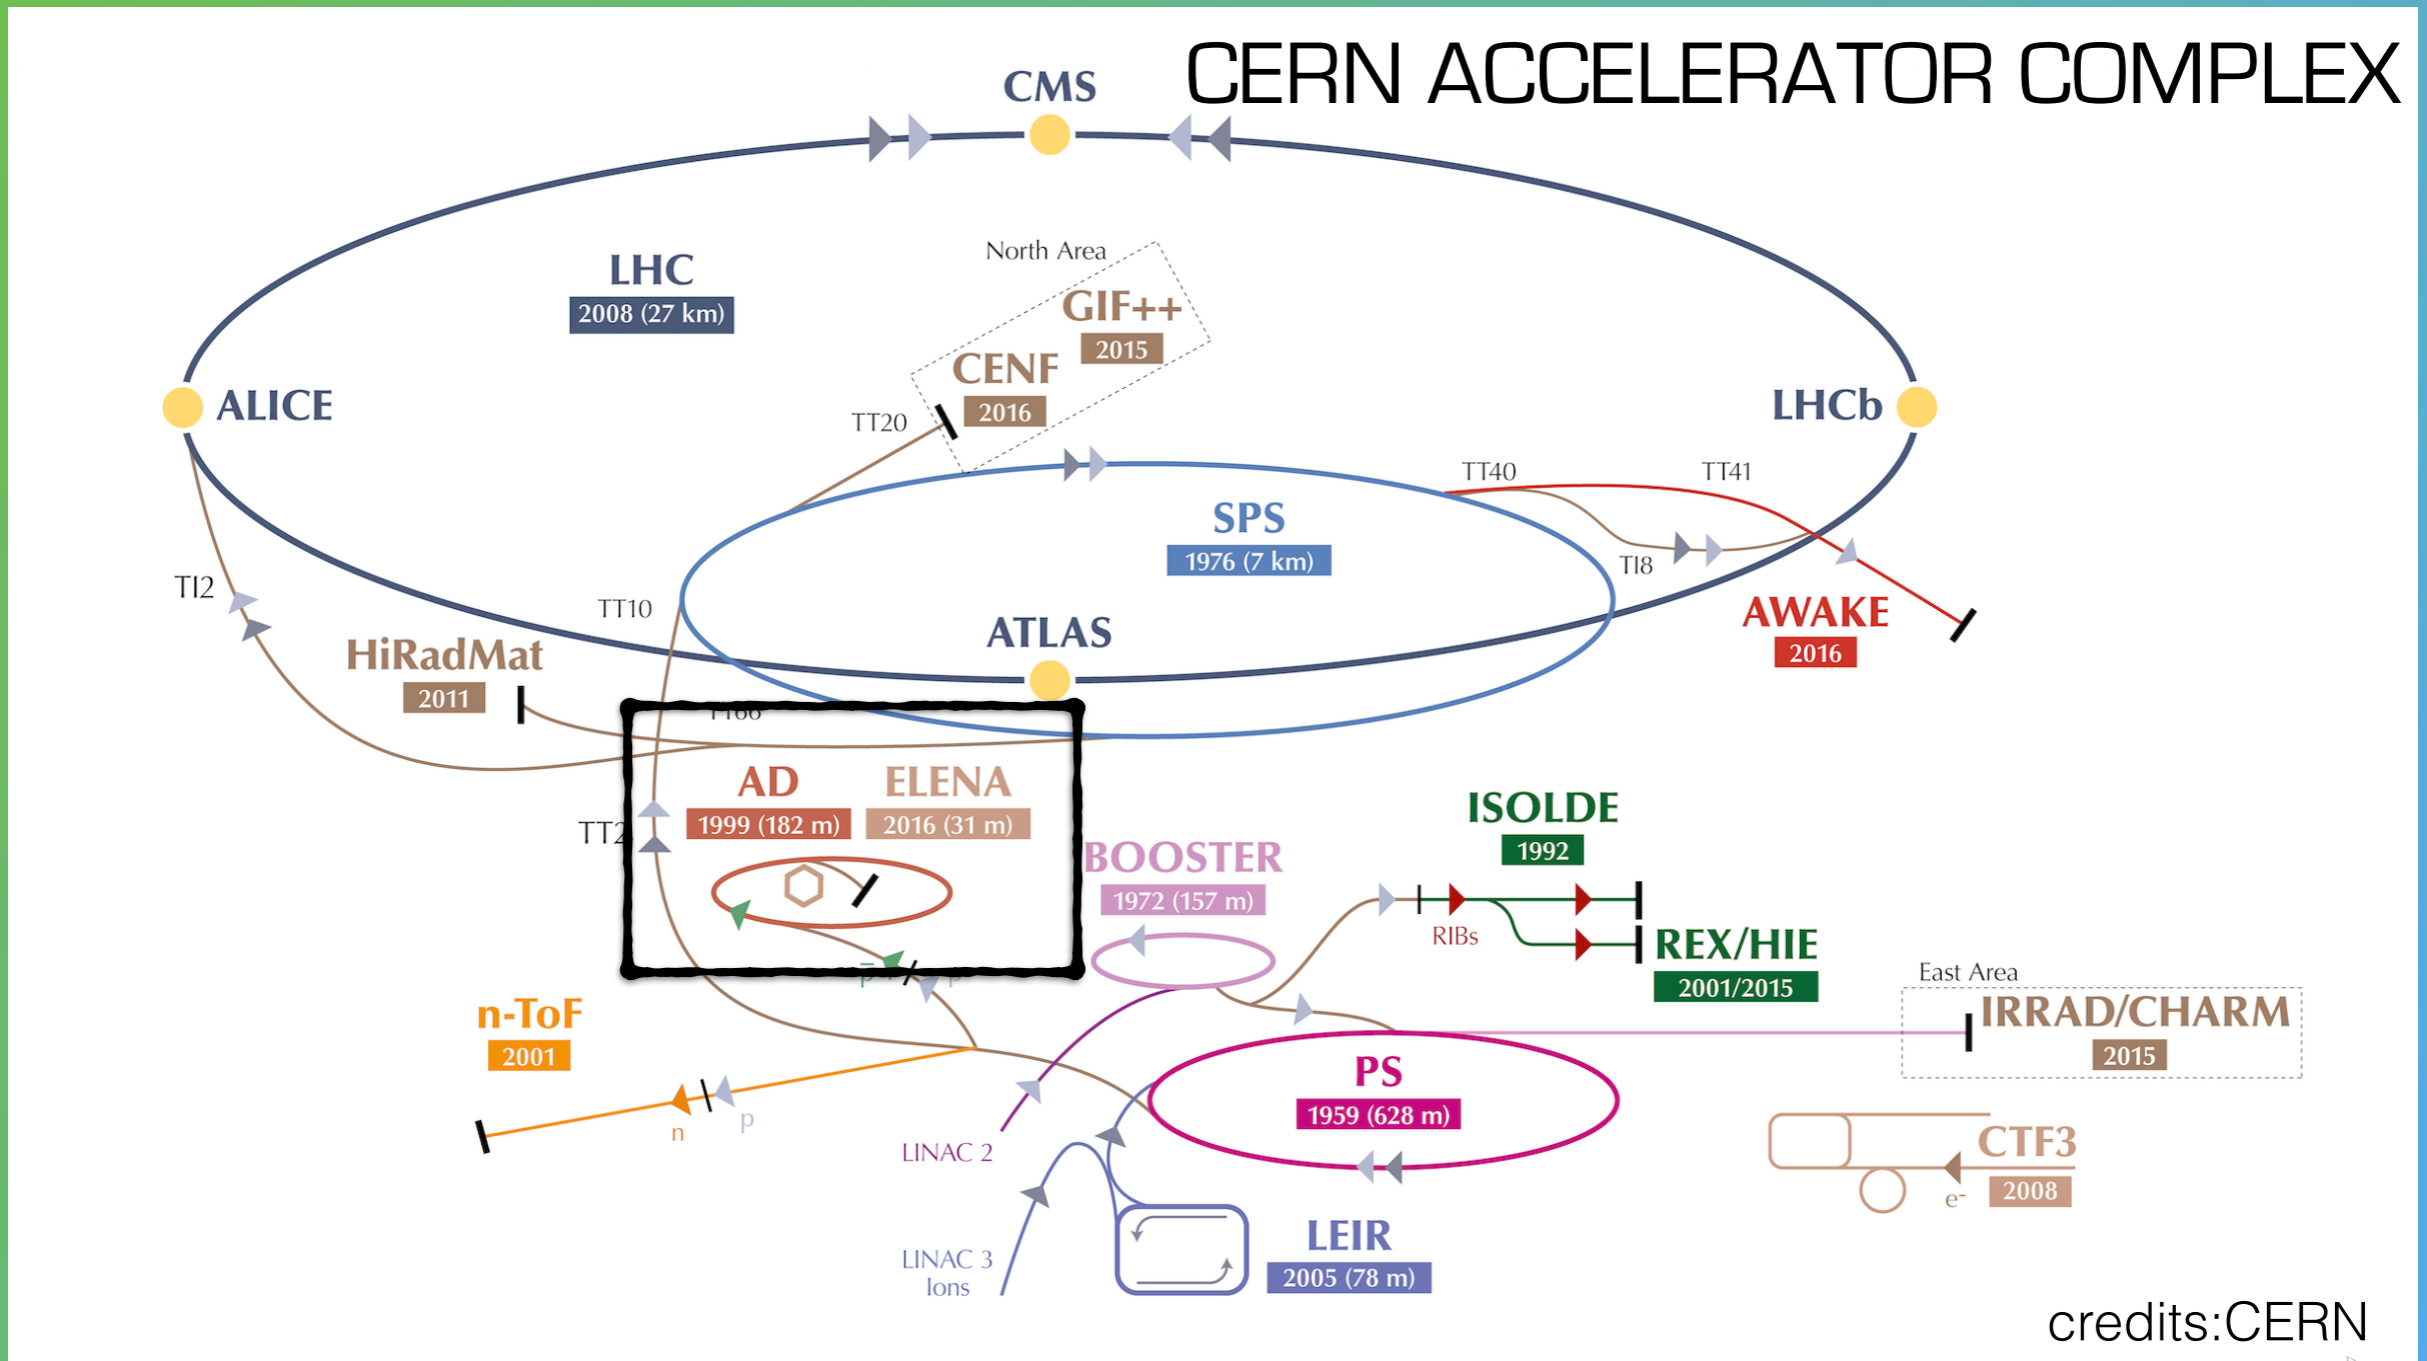 CERN ACCELERATOR COMPLEX
CMS
North Area
LHC
2008 (27 km)
GIF++
2015
CENF
2016
ALICE
LHCb
TT20
TT40
TT41
SPS
1976 (7 km)
TI8
TI2
TT10
AWAKE
2016
ATLAS
HiRadMat
2011
TT66
AD
1999 (182 m)
ELENA
2016 (31 m)
TT2
ISOLDE
1992
BOOSTER
1972 (157 m)
RIBs
REX/HIE
2001/2015
East Area
IRRAD/CHARM
2015
p̅
p
n-ToF
2001
n
p
PS
1959 (628 m)
LINAC 2
CTF3
2008
e-
LEIR
2005 (78 m)
LINAC 3
Ions
credits:CERN